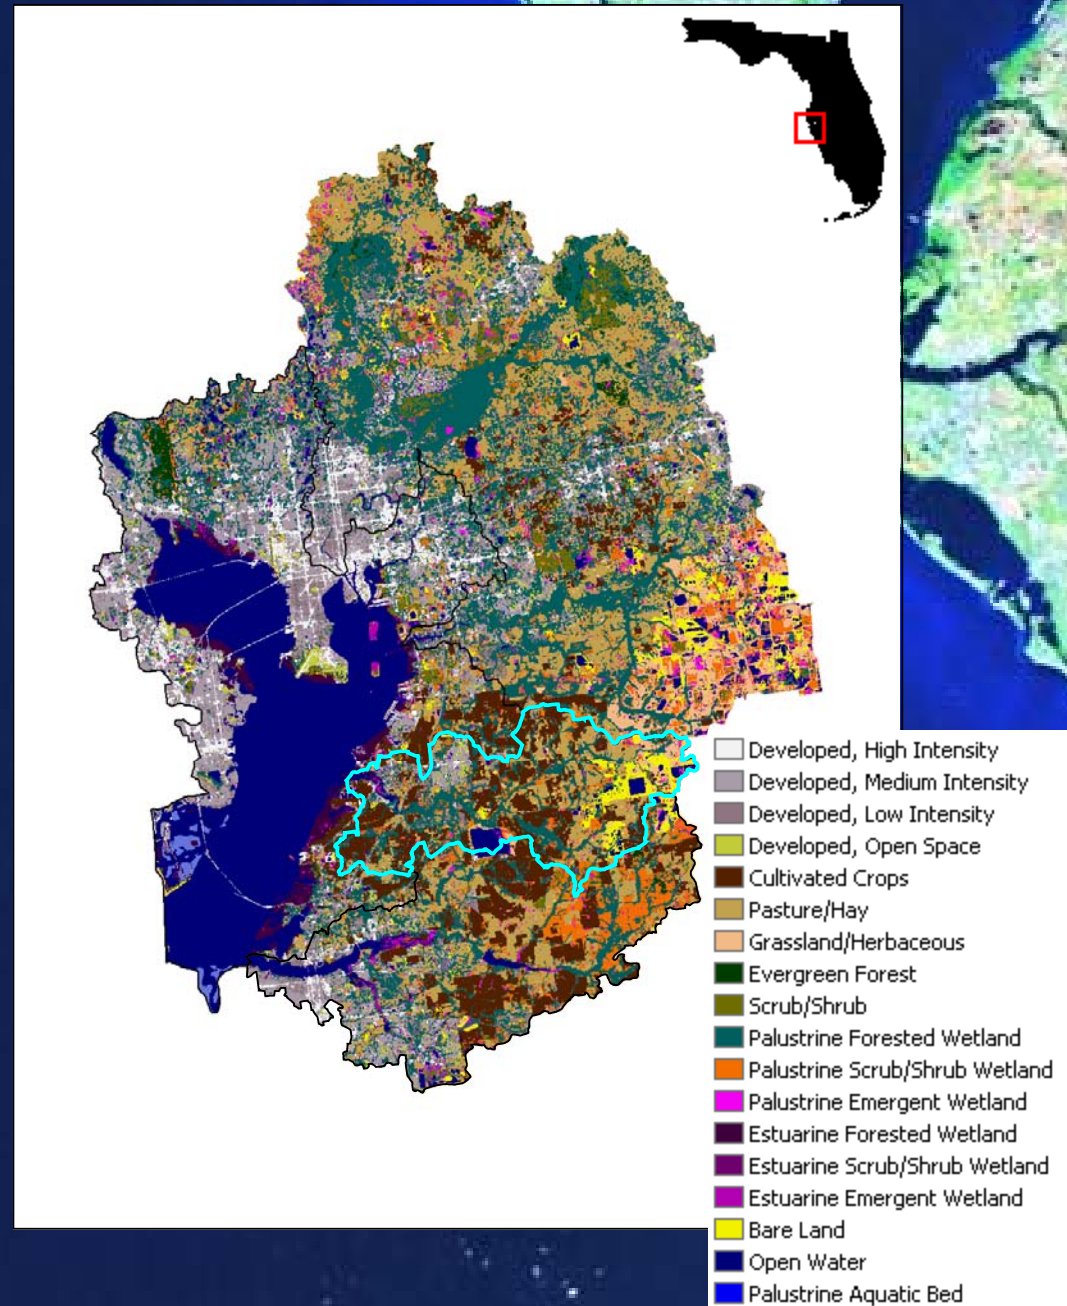 Developed, High Intensity
Developed, Medium Intensity
Developed, Low Intensity
Developed, Open Space
Cultivated Crops
Pasture/Hay
Grassland/Herbaceous
Evergreen Forest
Scrub/Shrub
Palustrine Forested Wetland
Palustrine Scrub/Shrub Wetland
Palustrine Emergent Wetland
Estuarine Forested Wetland
Estuarine Scrub/Shrub Wetland
Estuarine Emergent Wetland
Bare Land
Open Water
Palustrine Aquatic Bed